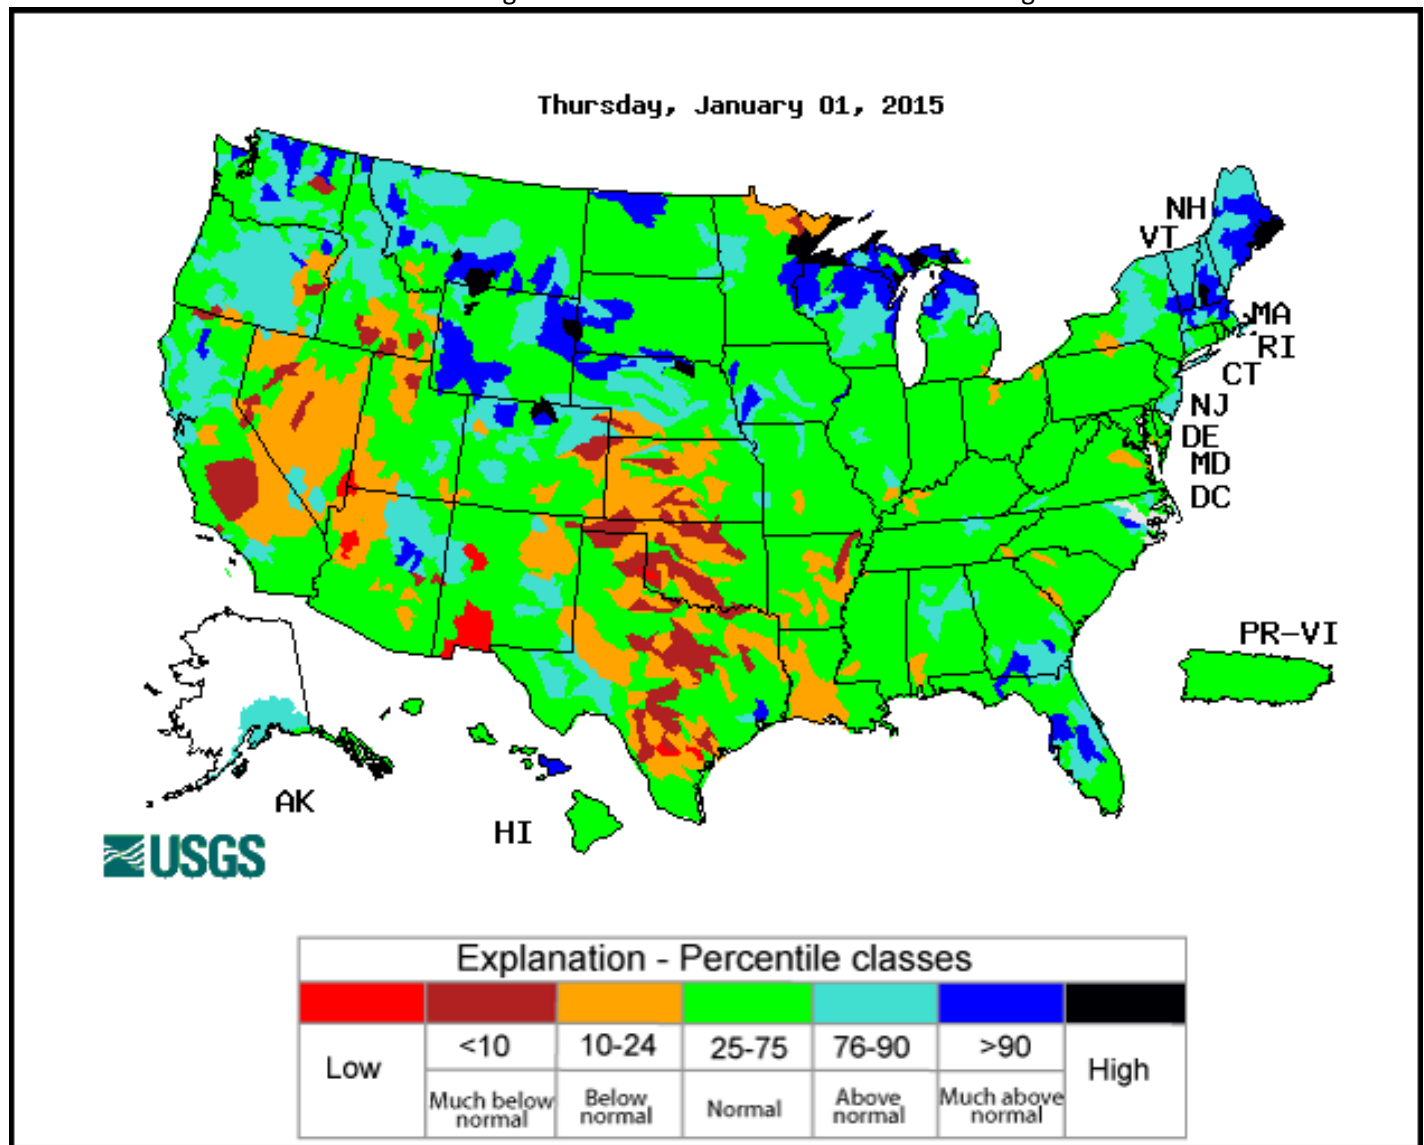 Thursday, January 01, 2015
NH
VT
MA
RI
CT
NJ
DE
MD
DC
PR-VI
AK
HI
USGS
Explanation - Percentile classes
Low
<10
10-24
25-75
76-90
>90
High
Much below normal
Below normal
Normal
Above normal
Much above normal